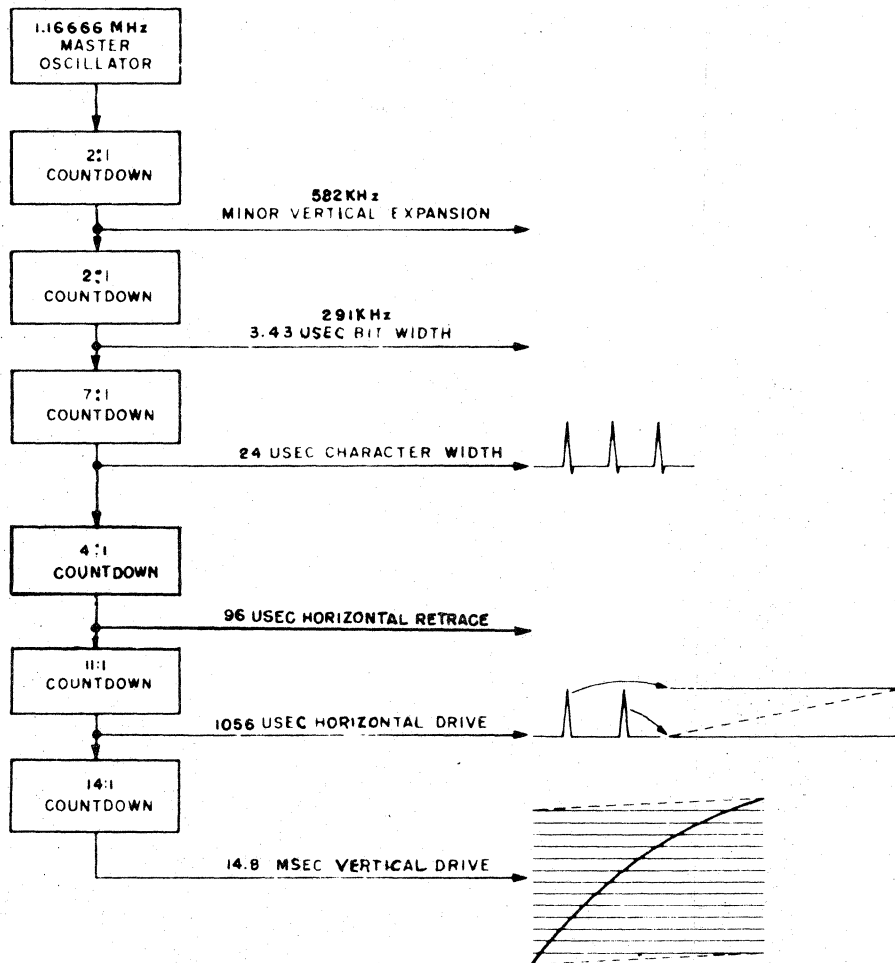 1.16666 MHz
MASTER
OSCILLATOR
2:1
COUNTDOWN
582KHz
MINOR VERTICAL EXPANSION
2:1
COUNTDOWN
291KHz
3.43 USEC BIT WIDTH
7:1
COUNTDOWN
24 USEC CHARACTER WIDTH
4:1
COUNTDOWN
96 USEC HORIZONTAL RETRACE
11:1
COUNTDOWN
1056 USEC HORIZONTAL DRIVE
14:1
COUNTDOWN
14.8 MSEC VERTICAL DRIVE